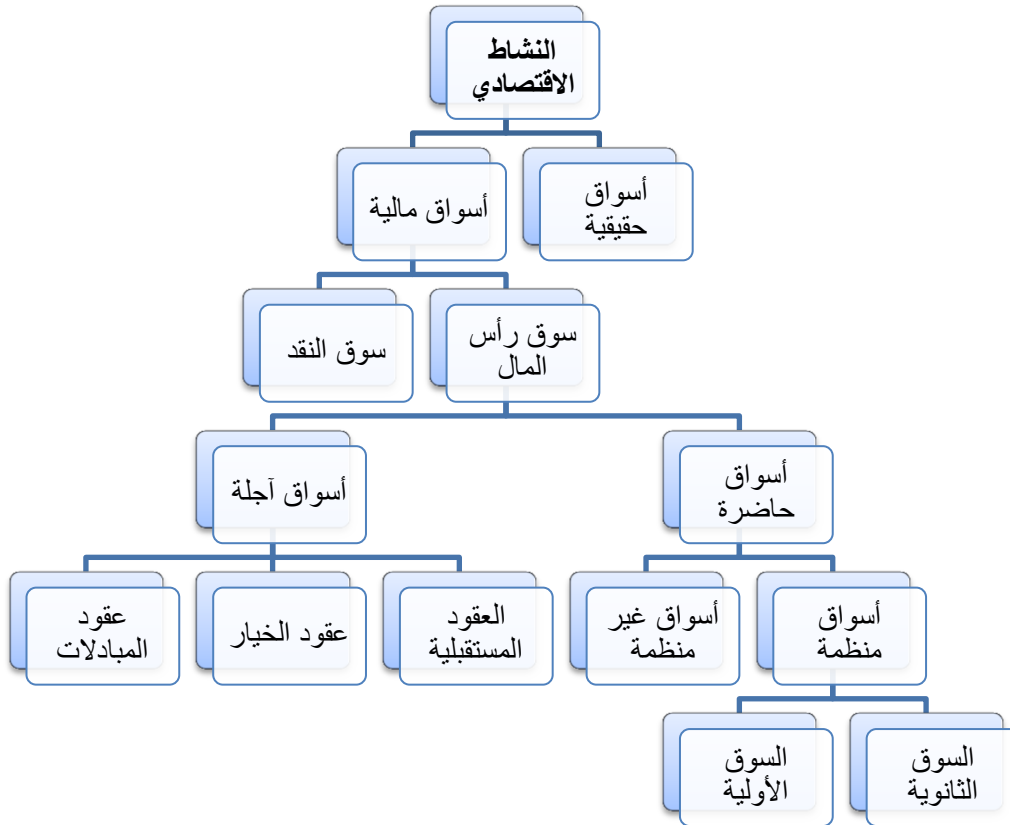 النشاط
الاقتصادي
أسواق
حقيقية
أسواق مالية
سوق رأس
المال
سوق النقد
أسواق
حاضرة
أسواق آجلة
أسواق
منظمة
أسواق غير
منظمة
العقود
المستقبلية
عقود الخيار
عقود
المبادلات
السوق
الثانوية
السوق
الأولية